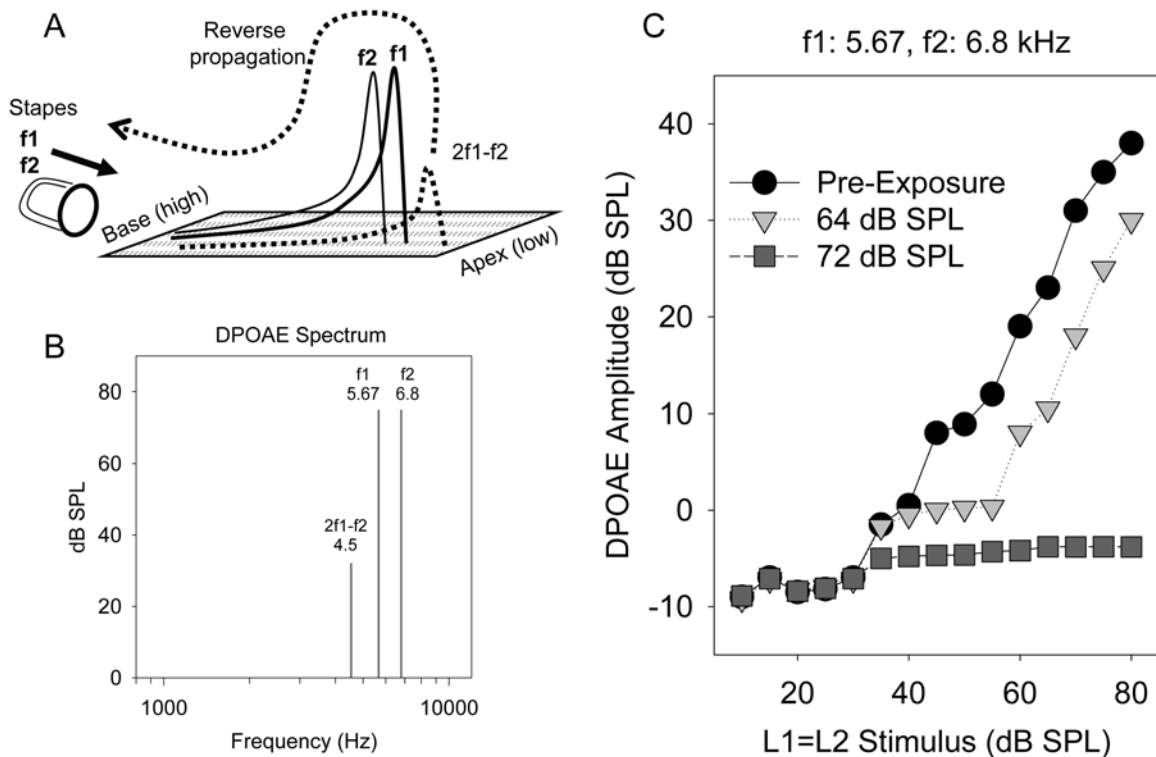 A
Reverse
propagation
f2 f1
Stapes
f1
f2
2f1-f2
Base (high)
Apex (low)
B
DPOAE Spectrum
f1
5.67
f2
6.8
2f1-f2
4.5
80
60
40
20
0
dB SPL
1000
10000
Frequency (Hz)
C
f1: 5.67, f2: 6.8 kHz
Pre-Exposure
64 dB SPL
72 dB SPL
40
30
20
10
0
-10
DPOAE Amplitude (dB SPL)
20
40
60
80
L1=L2 Stimulus (dB SPL)